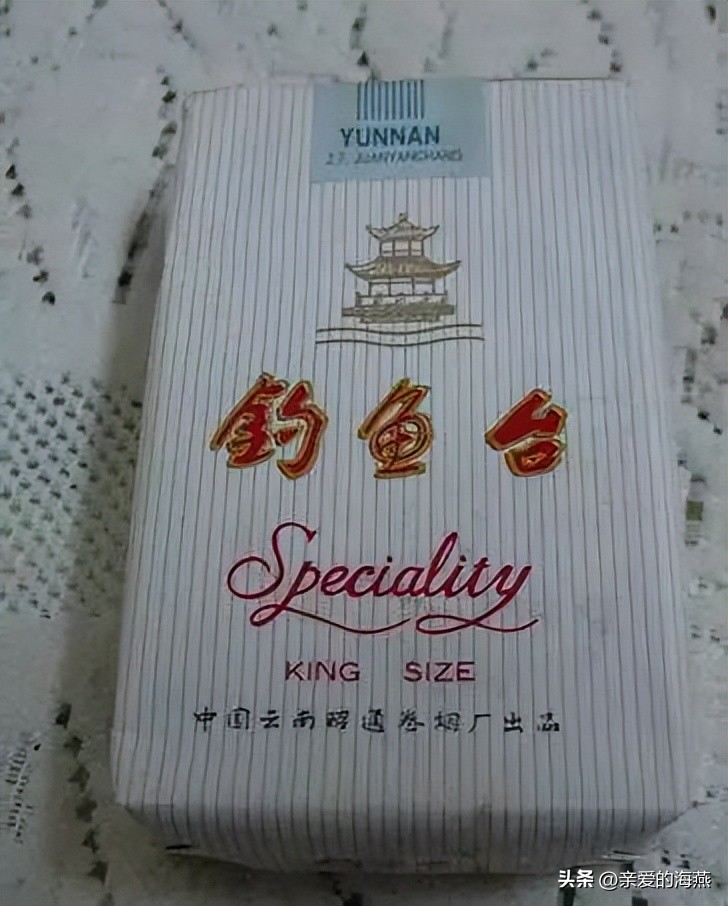 YUNNAN
JUANYANCHANG
钓鱼台
Speciality
KING SIZE
中国云南昭通卷烟厂出品
头条 @亲爱的海燕